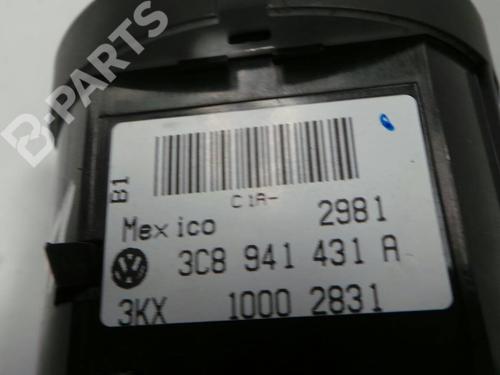 B-PARTS
B1
C1A-
Mexico 2981
3C8 941 431 A
3KX 1000 2831